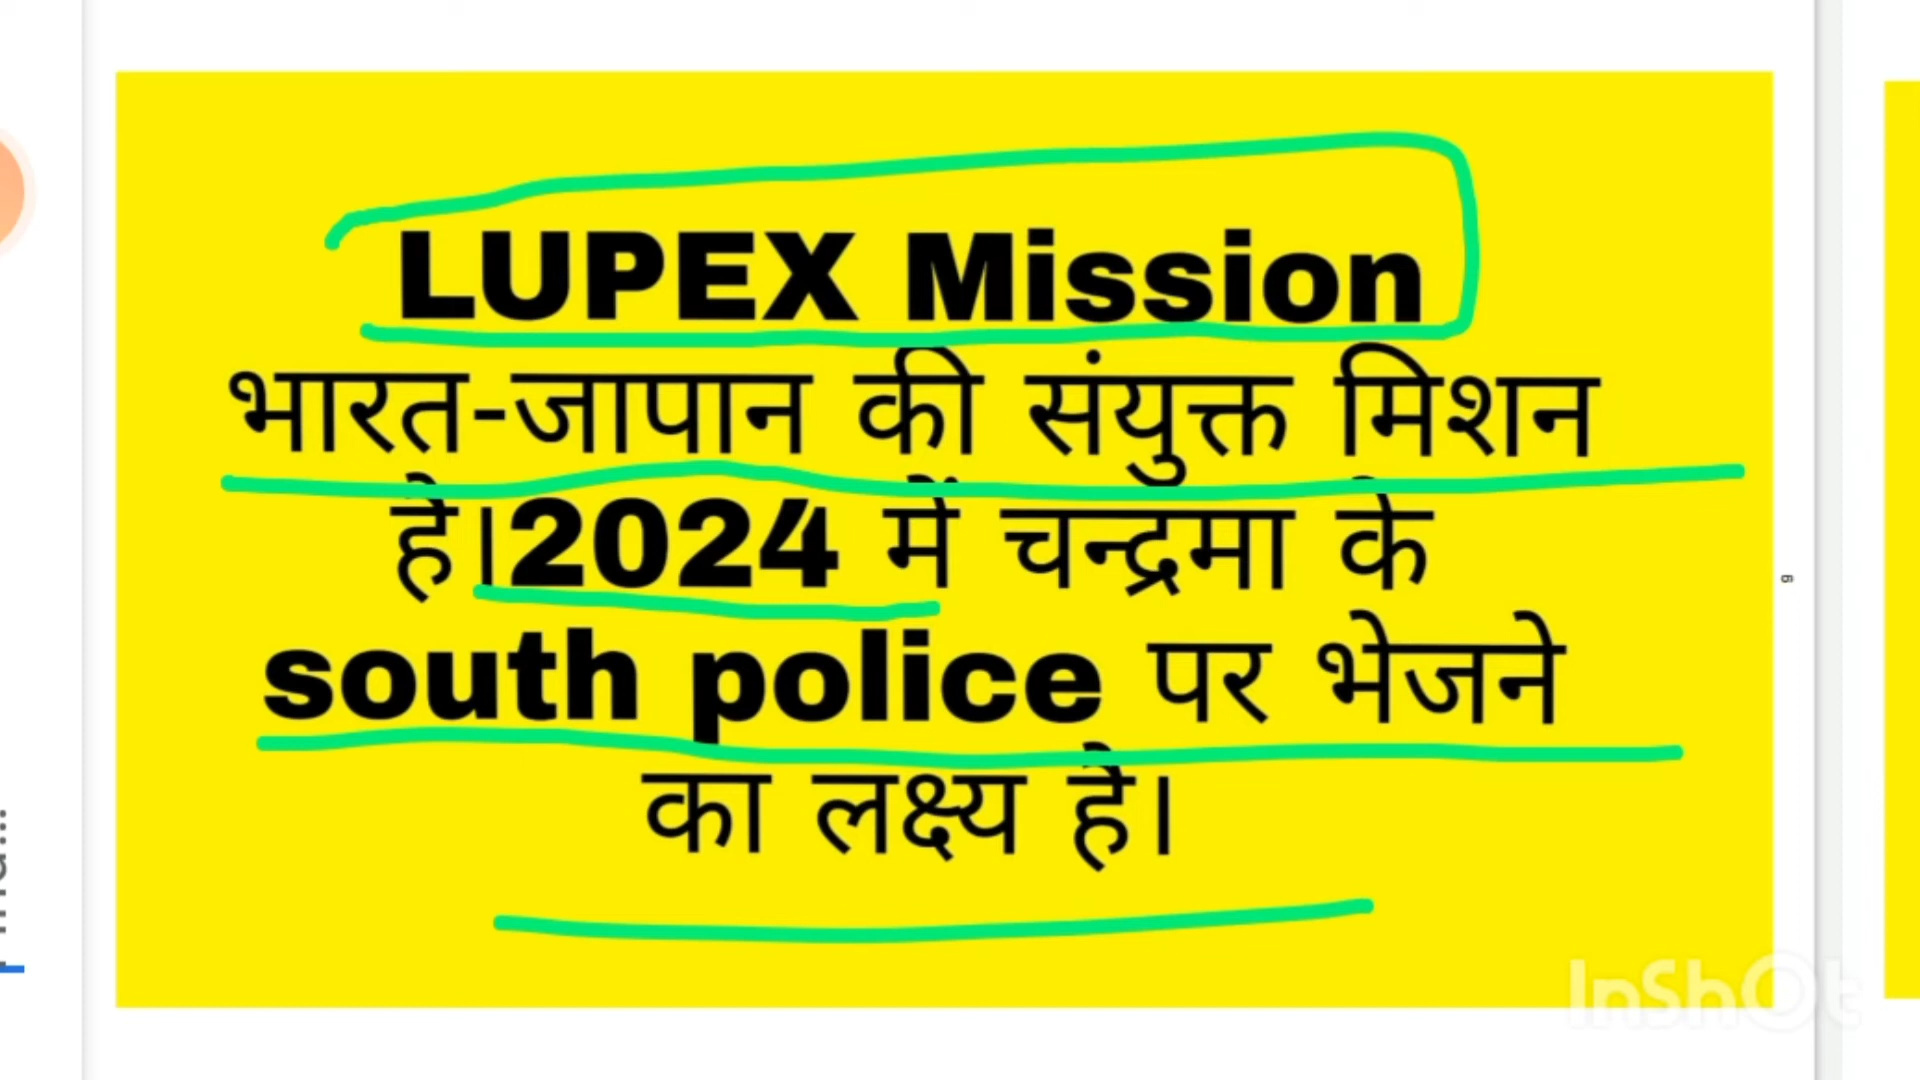 LUPEX Mission
भारत-जापान की संयुक्त मिशन
है।2024 में चन्द्रमा के
south police पर भेजने
का लक्ष्य है।
InShOt